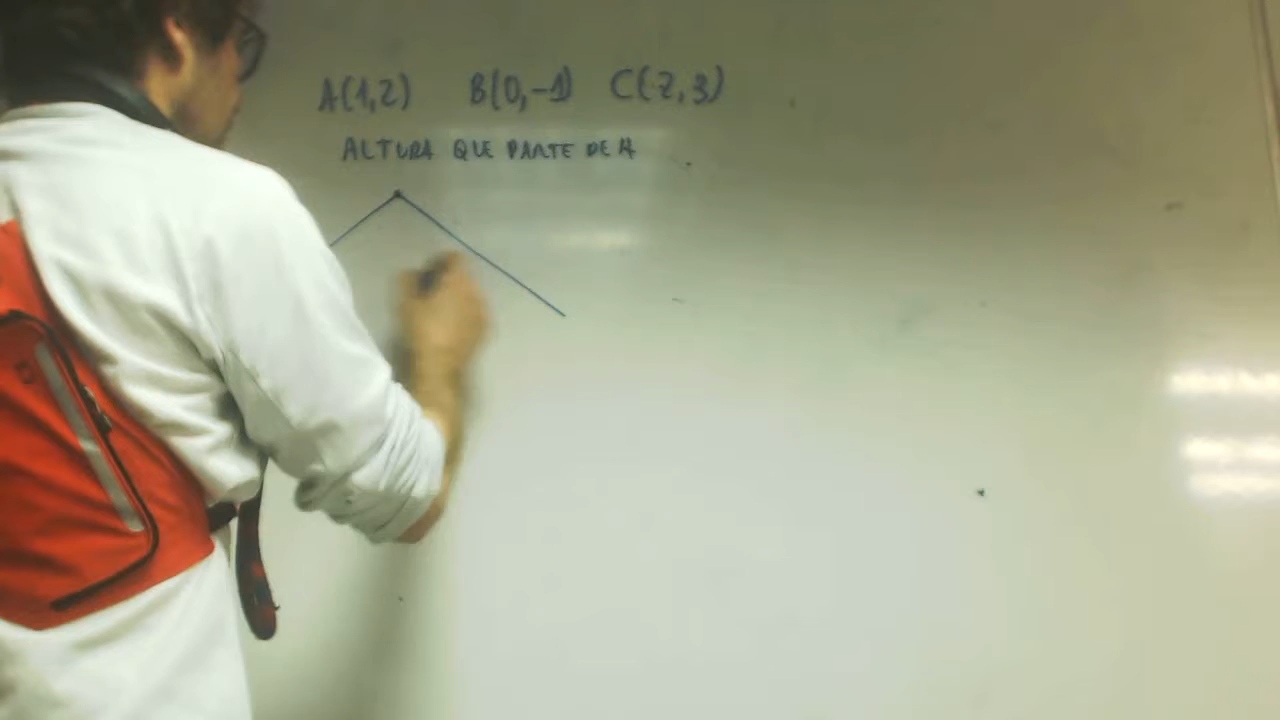 A(1,2) B(0,-1) C(-2,3)
ALTURA QUE PARTE DE A